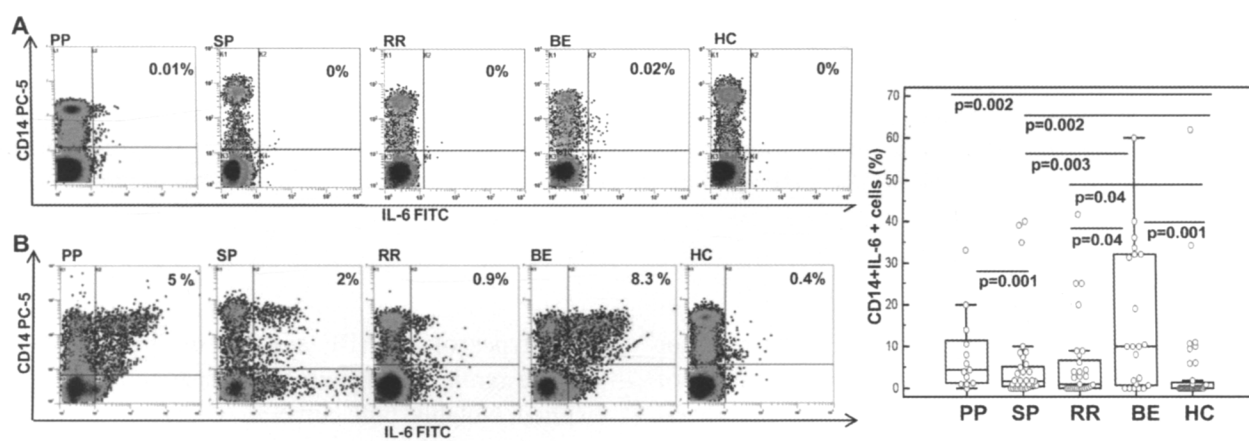 A
PP SP RR BE HC
0.01% 0% 0% 0.02% 0%
CD14 PC-5
IL-6 FITC
B
PP SP RR BE HC
5 % 2% 0.9% 8.3 % 0.4%
CD14 PC-5
IL-6 FITC
CD14+IL-6 + cells (%)
70
60
50
40
30
20
10
0
p=0.002
p=0.002
p=0.003
p=0.04
p=0.04 p=0.001
p=0.001
PP SP RR BE HC